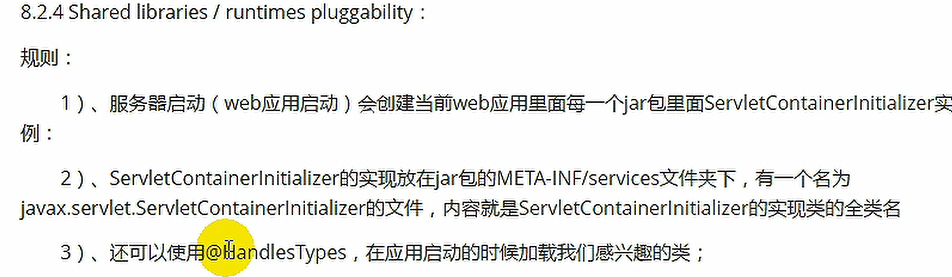 8.2.4 Shared libraries / runtimes pluggability：
规则：
1）、服务器启动（web应用启动）会创建当前web应用里面每一个jar包里面ServletContainerInitializer实
例：
2）、ServletContainerInitializer的实现放在jar包的META-INF/services文件夹下，有一个名为
javax.servlet.ServletContainerInitializer的文件，内容就是ServletContainerInitializer的实现类的全类名
3）、还可以使用@HandlesTypes，在应用启动的时候加载我们感兴趣的类；